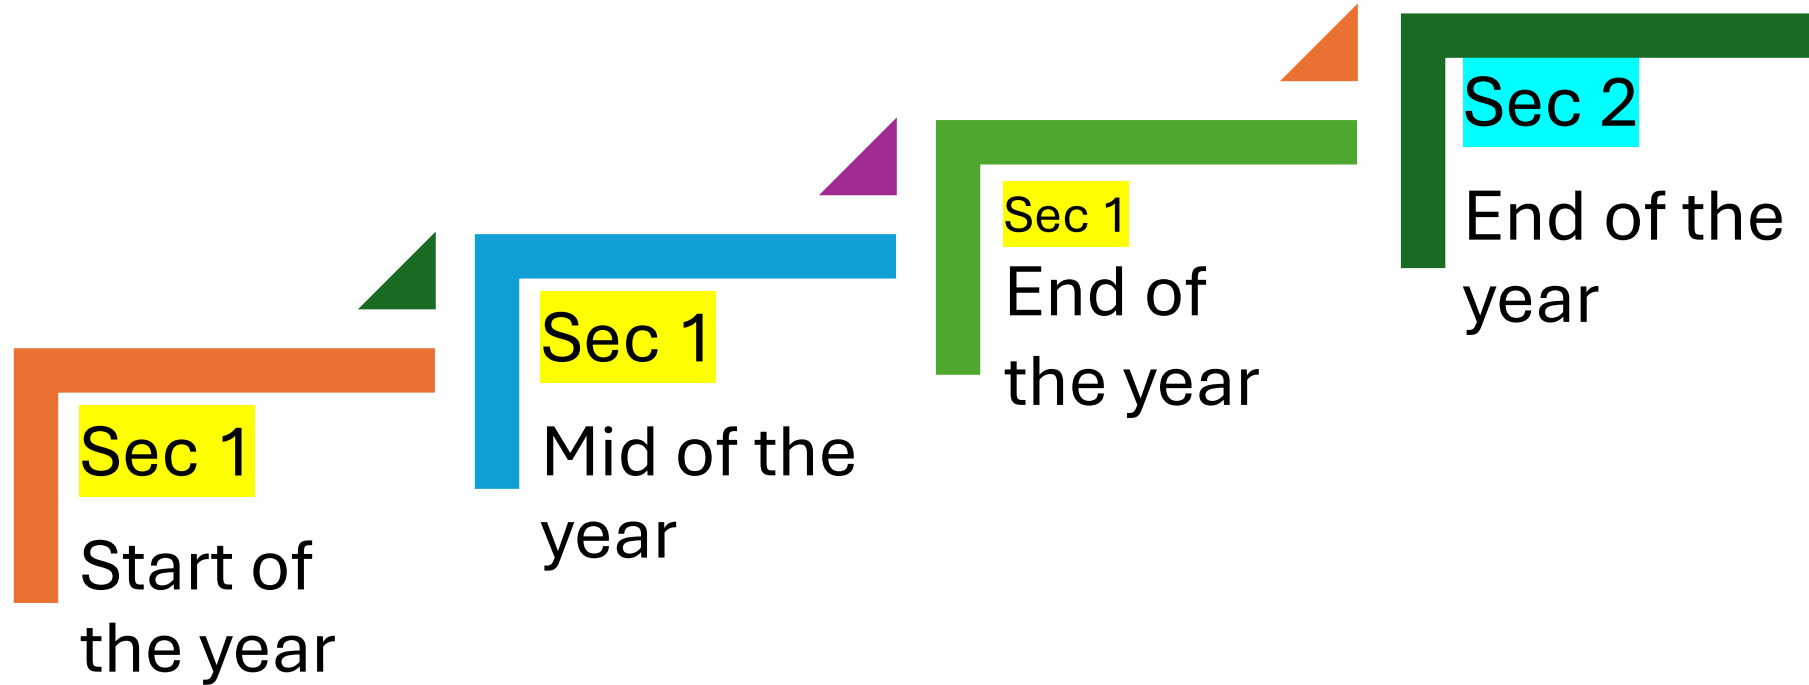 Sec 1
Start of
the year
Sec 1
Mid of the
year
Sec 1
End of
the year
Sec 2
End of the
year